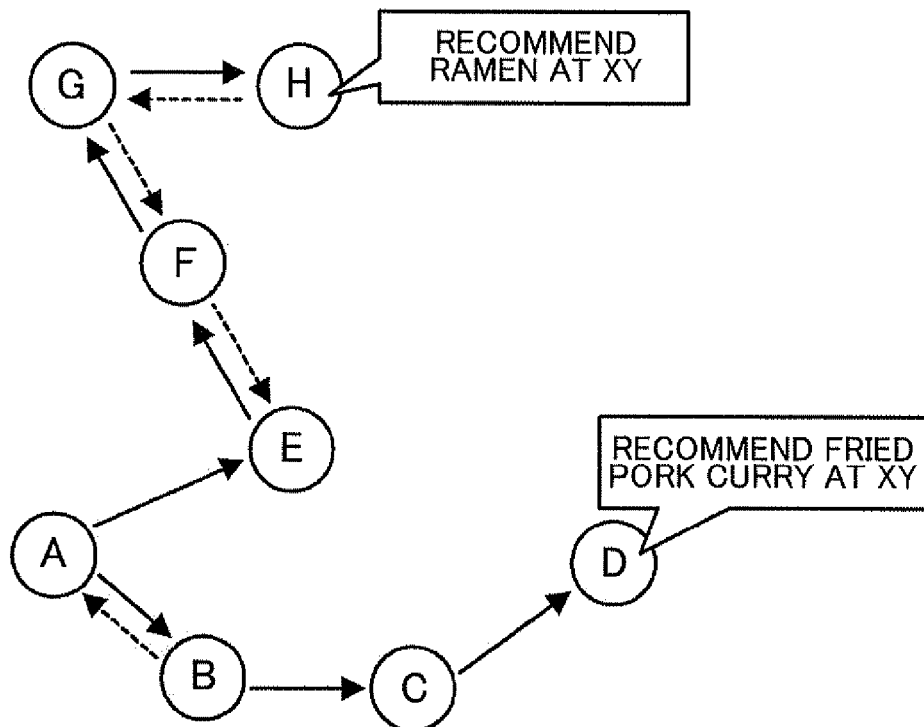 G
H
RECOMMEND
RAMEN AT XY
F
E
RECOMMEND FRIED
PORK CURRY AT XY
A
D
B
C